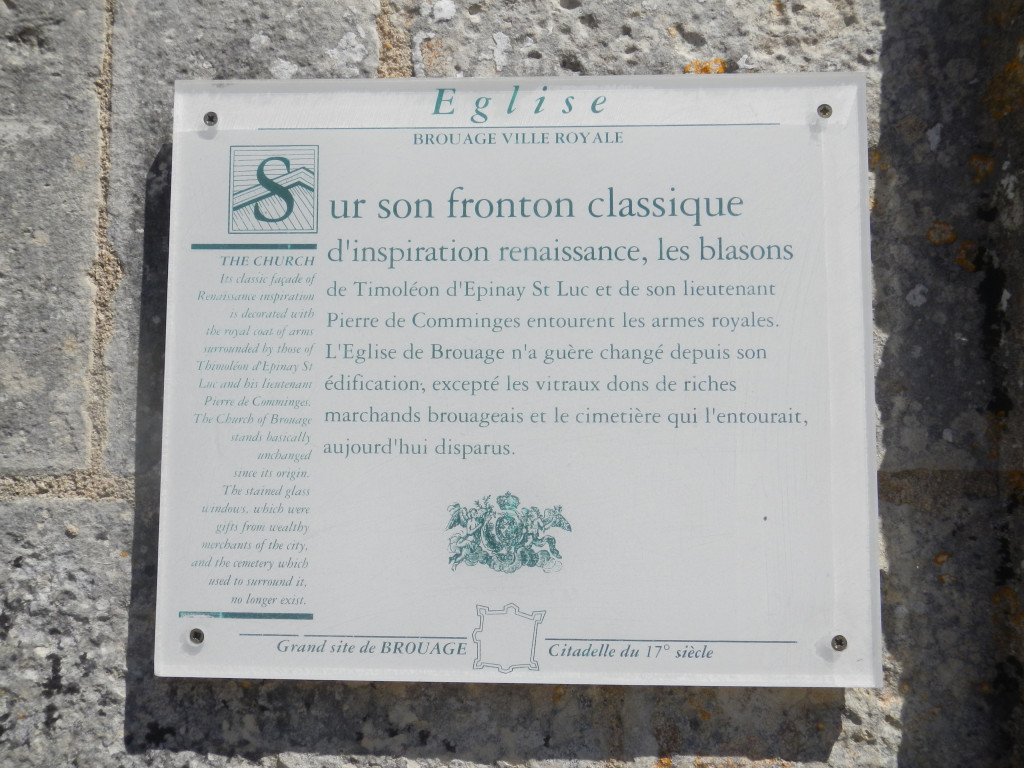 Eglise
BROUAGE VILLE ROYALE
Sur son fronton classique
d'inspiration renaissance, les blasons
de Timoléon d'Epinay St Luc et de son lieutenant
Pierre de Comminges entourent les armes royales.
L'Eglise de Brouage n'a guère changé depuis son
édification, excepté les vitraux dons de riches
marchands brouageais et le cimetière qui l'entourait,
aujourd'hui disparus.
THE CHURCH
Its classic façade of
Renaissance inspiration
is decorated with
the royal coat of arms
surrounded by those of
Thimoléon d'Epinay St
Luc and his lieutenant
Pierre de Comminges.
The Church of Brouage
stands basically
unchanged
since its origin.
The stained glass
windows, which were
gifts from wealthy
merchants of the city,
and the cemetery which
used to surround it,
no longer exist.
Grand site de BROUAGE
Citadelle du 17° siècle